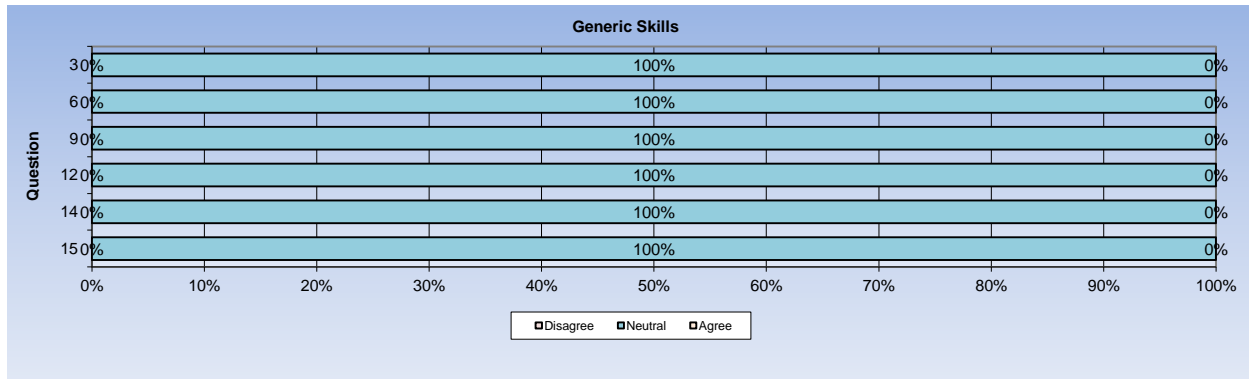 Generic Skills
Question
3 0% 100% 0%
6 0% 100% 0%
9 0% 100% 0%
12 0% 100% 0%
14 0% 100% 0%
15 0% 100% 0%
0% 10% 20% 30% 40% 50% 60% 70% 80% 90% 100%
Disagree Neutral Agree